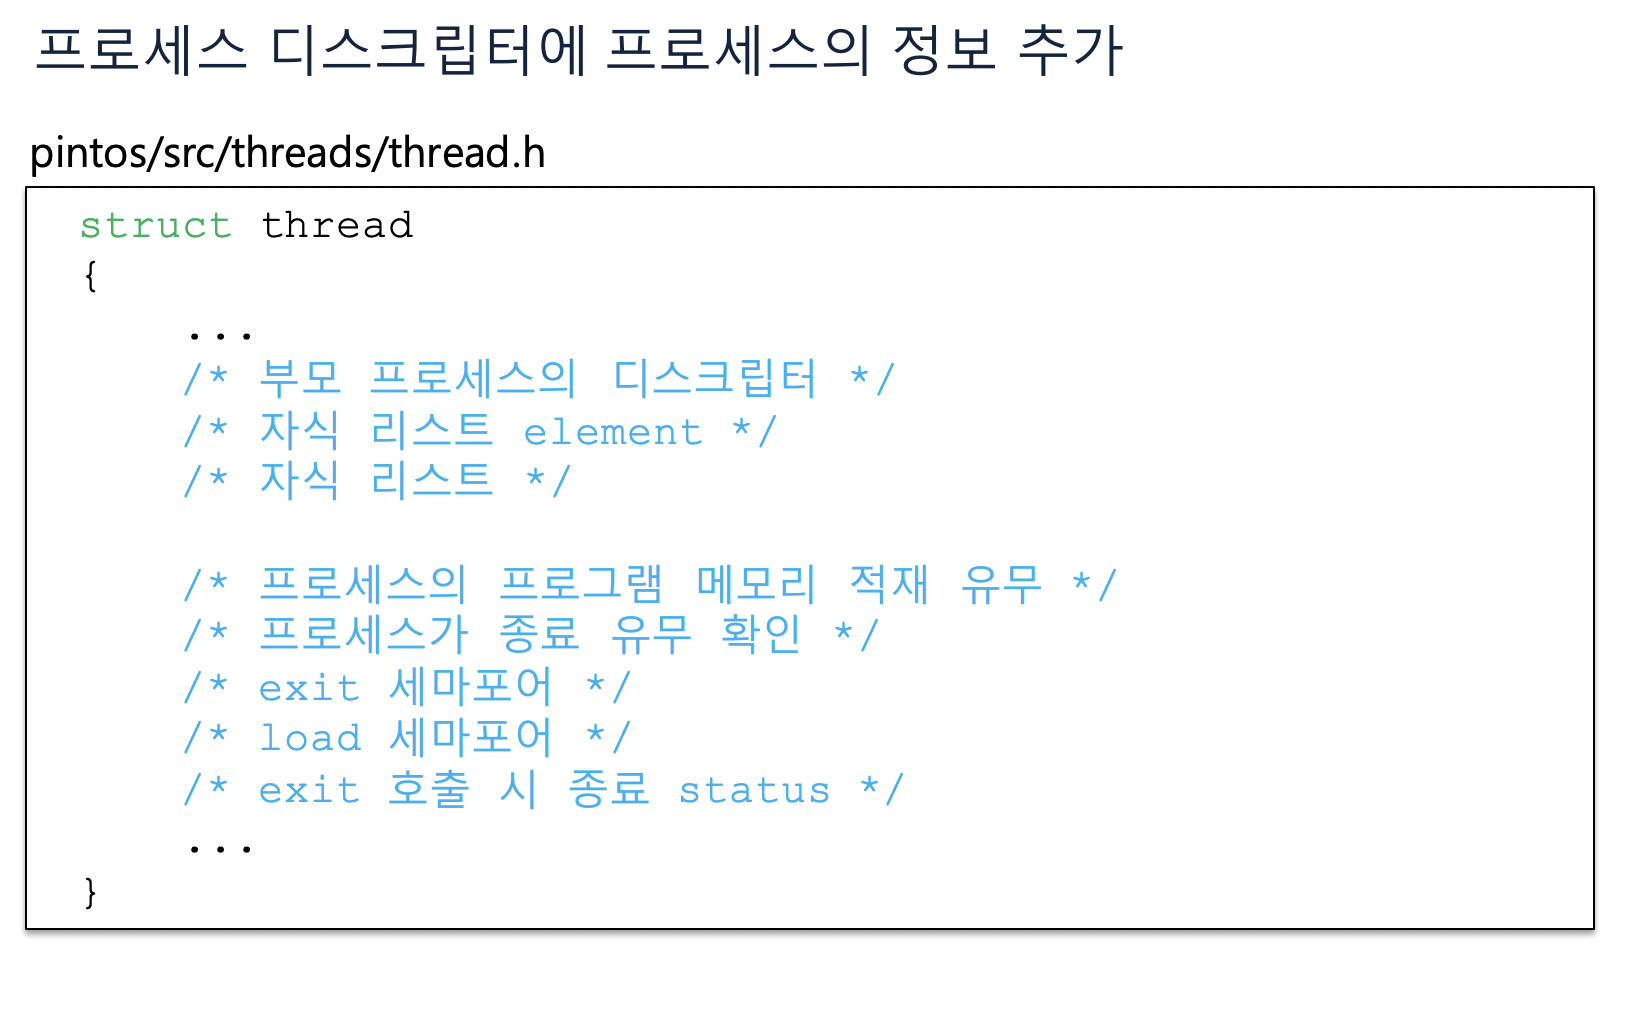 프로세스 디스크립터에 프로세스의 정보 추가
pintos/src/threads/thread.h
struct thread
{
...
/* 부모 프로세스의 디스크립터 */
/* 자식 리스트 element */
/* 자식 리스트 */
/* 프로세스의 프로그램 메모리 적재 유무 */
/* 프로세스가 종료 유무 확인 */
/* exit 세마포어 */
/* load 세마포어 */
/* exit 호출 시 종료 status */
...
}